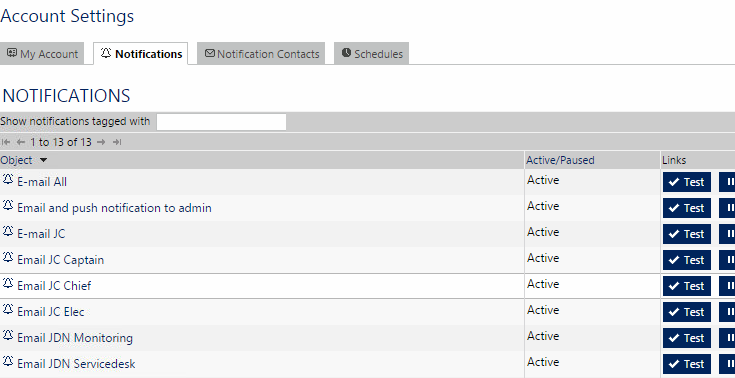 Account Settings
My Account Notifications Notification Contacts Schedules
NOTIFICATIONS
Show notifications tagged with
1 to 13 of 13
Object Active/Paused Links
E-mail All Active Test
Email and push notification to admin Active Test
E-mail JC Active Test
Email JC Captain Active Test
Email JC Chief Active Test
Email JC Elec Active Test
Email JDN Monitoring Active Test
Email JDN Servicedesk Active Test